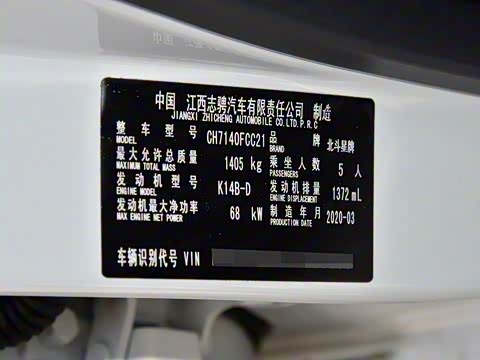 中国 江西志骋汽车有限责任公司 制造
JIANGXI ZHICHENG AUTOMOBILE CO.LTD.P.R.C
整车型号 CH7140FCC21 品牌 北斗星牌
MODEL BRAND
最大允许总质量 1405 kg 乘坐人数 5 人
MAXIMUM TOTAL MASS PASSENGERS
发动机型号 K14B-D 发动机排量 1372 mL
ENGINE MODEL ENGINE DISPLACEMENT
发动机最大净功率 68 kW 制造年月 2020-03
MAX ENGINE NET POWER PRODUCTION DATE
车辆识别代号 VIN